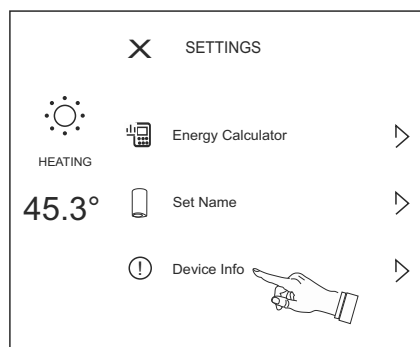 SETTINGS
HEATING
45.3°
Energy Calculator
Set Name
Device Info